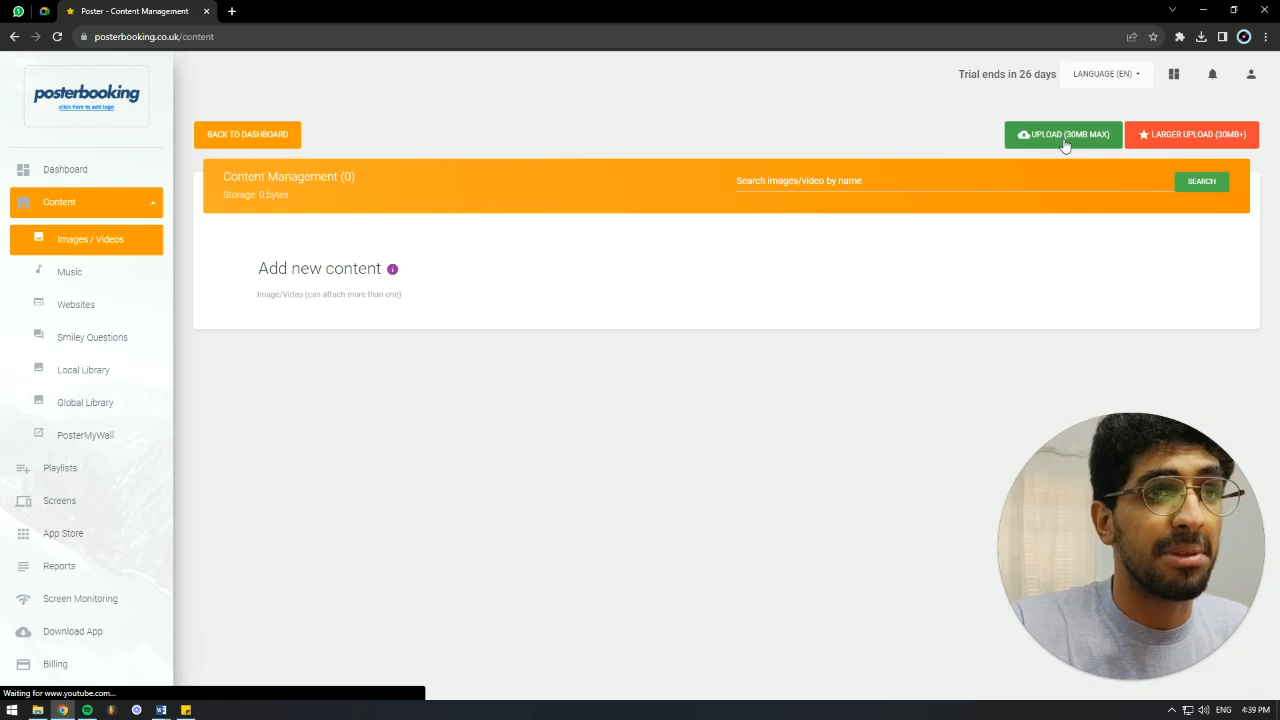 Poster - Content Management
posterbooking.co.uk/content
posterbooking
click here to add logo
Trial ends in 26 days
LANGUAGE (EN)
BACK TO DASHBOARD
UPLOAD (30MB MAX)
LARGER UPLOAD (30MB+)
Content Management (0)
Storage: 0 bytes
Search images/video by name
SEARCH
Add new content
Image/Video (can attach more than one)
Dashboard
Content
Images / Videos
Music
Websites
Smiley Questions
Local Library
Global Library
PosterMyWall
Playlists
Screens
App Store
Reports
Screen Monitoring
Download App
Billing
Waiting for www.youtube.com...
ENG
4:39 PM